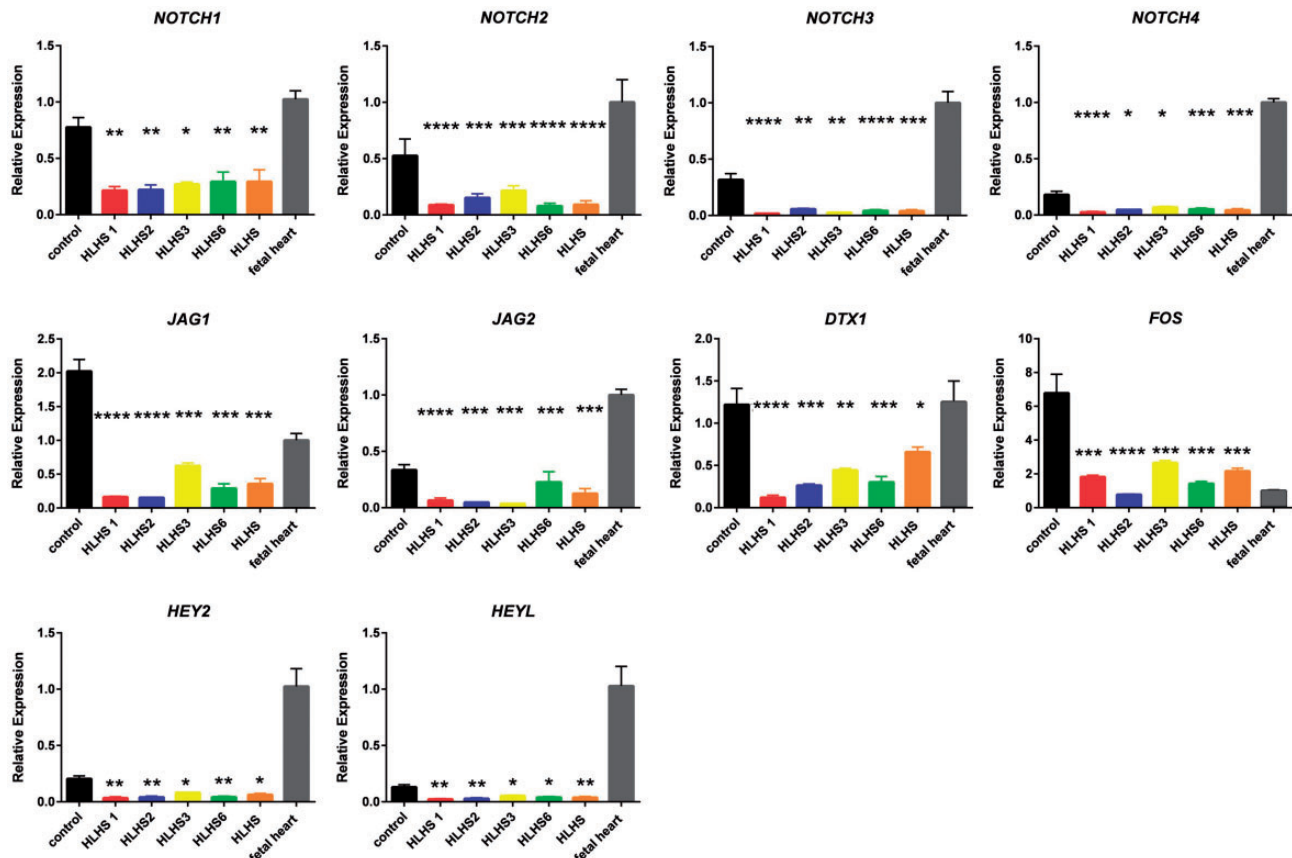 NOTCH1
NOTCH2
NOTCH3
NOTCH4
Relative Expression
1.5
1.0
0.5
0.0
** ** * ** **
control
HLHS 1
HLHS2
HLHS3
HLHS6
HLHS
fetal heart
Relative Expression
1.5
1.0
0.5
0.0
**** *** *** **** ****
control
HLHS 1
HLHS2
HLHS3
HLHS6
HLHS
fetal heart
Relative Expression
1.5
1.0
0.5
0.0
**** ** ** **** ***
control
HLHS 1
HLHS2
HLHS3
HLHS6
HLHS
fetal heart
Relative Expression
1.5
1.0
0.5
0.0
**** * * *** ***
control
HLHS 1
HLHS2
HLHS3
HLHS6
HLHS
fetal heart
JAG1
JAG2
DTX1
FOS
Relative Expression
2.5
2.0
1.5
1.0
0.5
0.0
**** **** *** *** ***
control
HLHS 1
HLHS2
HLHS3
HLHS6
HLHS
fetal heart
Relative Expression
1.5
1.0
0.5
0.0
**** *** *** *** ***
control
HLHS 1
HLHS2
HLHS3
HLHS6
HLHS
fetal heart
Relative Expression
2.0
1.5
1.0
0.5
0.0
**** *** ** *** *
control
HLHS 1
HLHS2
HLHS3
HLHS6
HLHS
fetal heart
Relative Expression
10
8
6
4
2
0
*** **** *** *** ***
control
HLHS 1
HLHS2
HLHS3
HLHS6
HLHS
fetal heart
HEY2
HEYL
Relative Expression
1.5
1.0
0.5
0.0
** ** * ** *
control
HLHS 1
HLHS2
HLHS3
HLHS6
HLHS
fetal heart
Relative Expression
1.5
1.0
0.5
0.0
** ** * * **
control
HLHS 1
HLHS2
HLHS3
HLHS6
HLHS
fetal heart